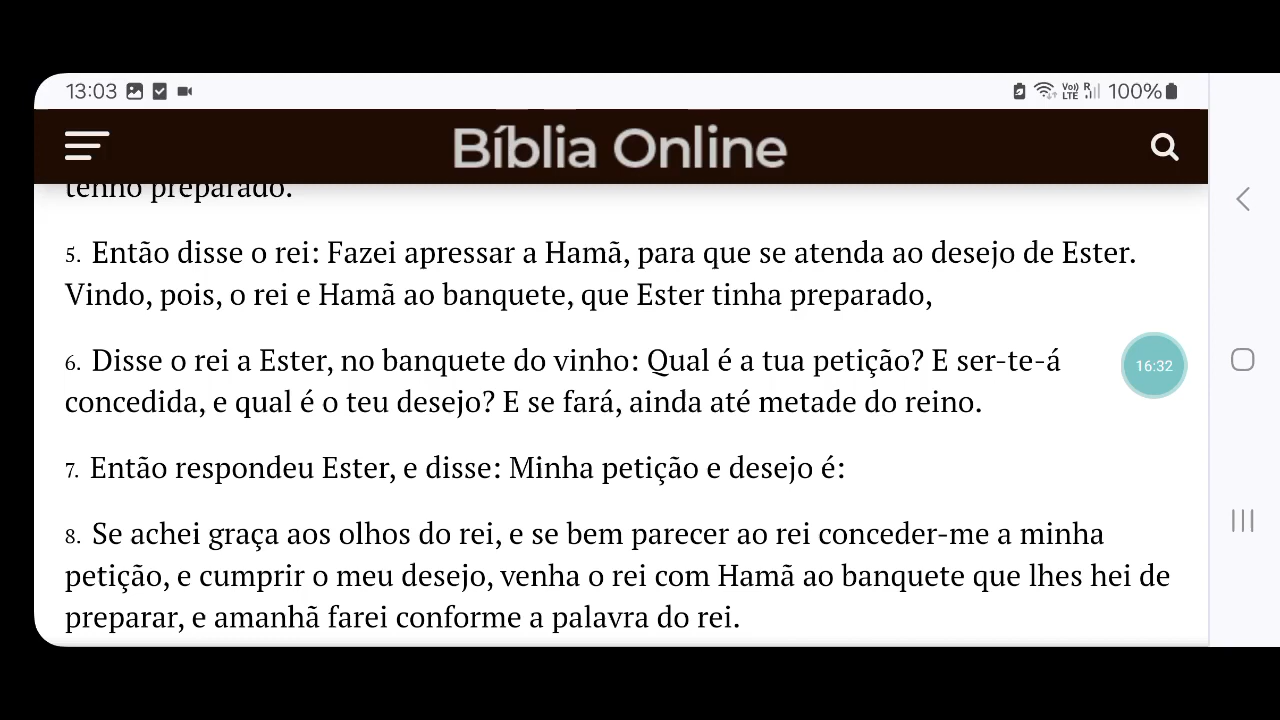 13:03 Vo)) LTE R 100%
Bíblia Online
tenho preparado.
5. Então disse o rei: Fazei apressar a Hamã, para que se atenda ao desejo de Ester.
Vindo, pois, o rei e Hamã ao banquete, que Ester tinha preparado,
6. Disse o rei a Ester, no banquete do vinho: Qual é a tua petição? E ser-te-á
16:32
concedida, e qual é o teu desejo? E se fará, ainda até metade do reino.
7. Então respondeu Ester, e disse: Minha petição e desejo é:
8. Se achei graça aos olhos do rei, e se bem parecer ao rei conceder-me a minha
petição, e cumprir o meu desejo, venha o rei com Hamã ao banquete que lhes hei de
preparar, e amanhã farei conforme a palavra do rei.